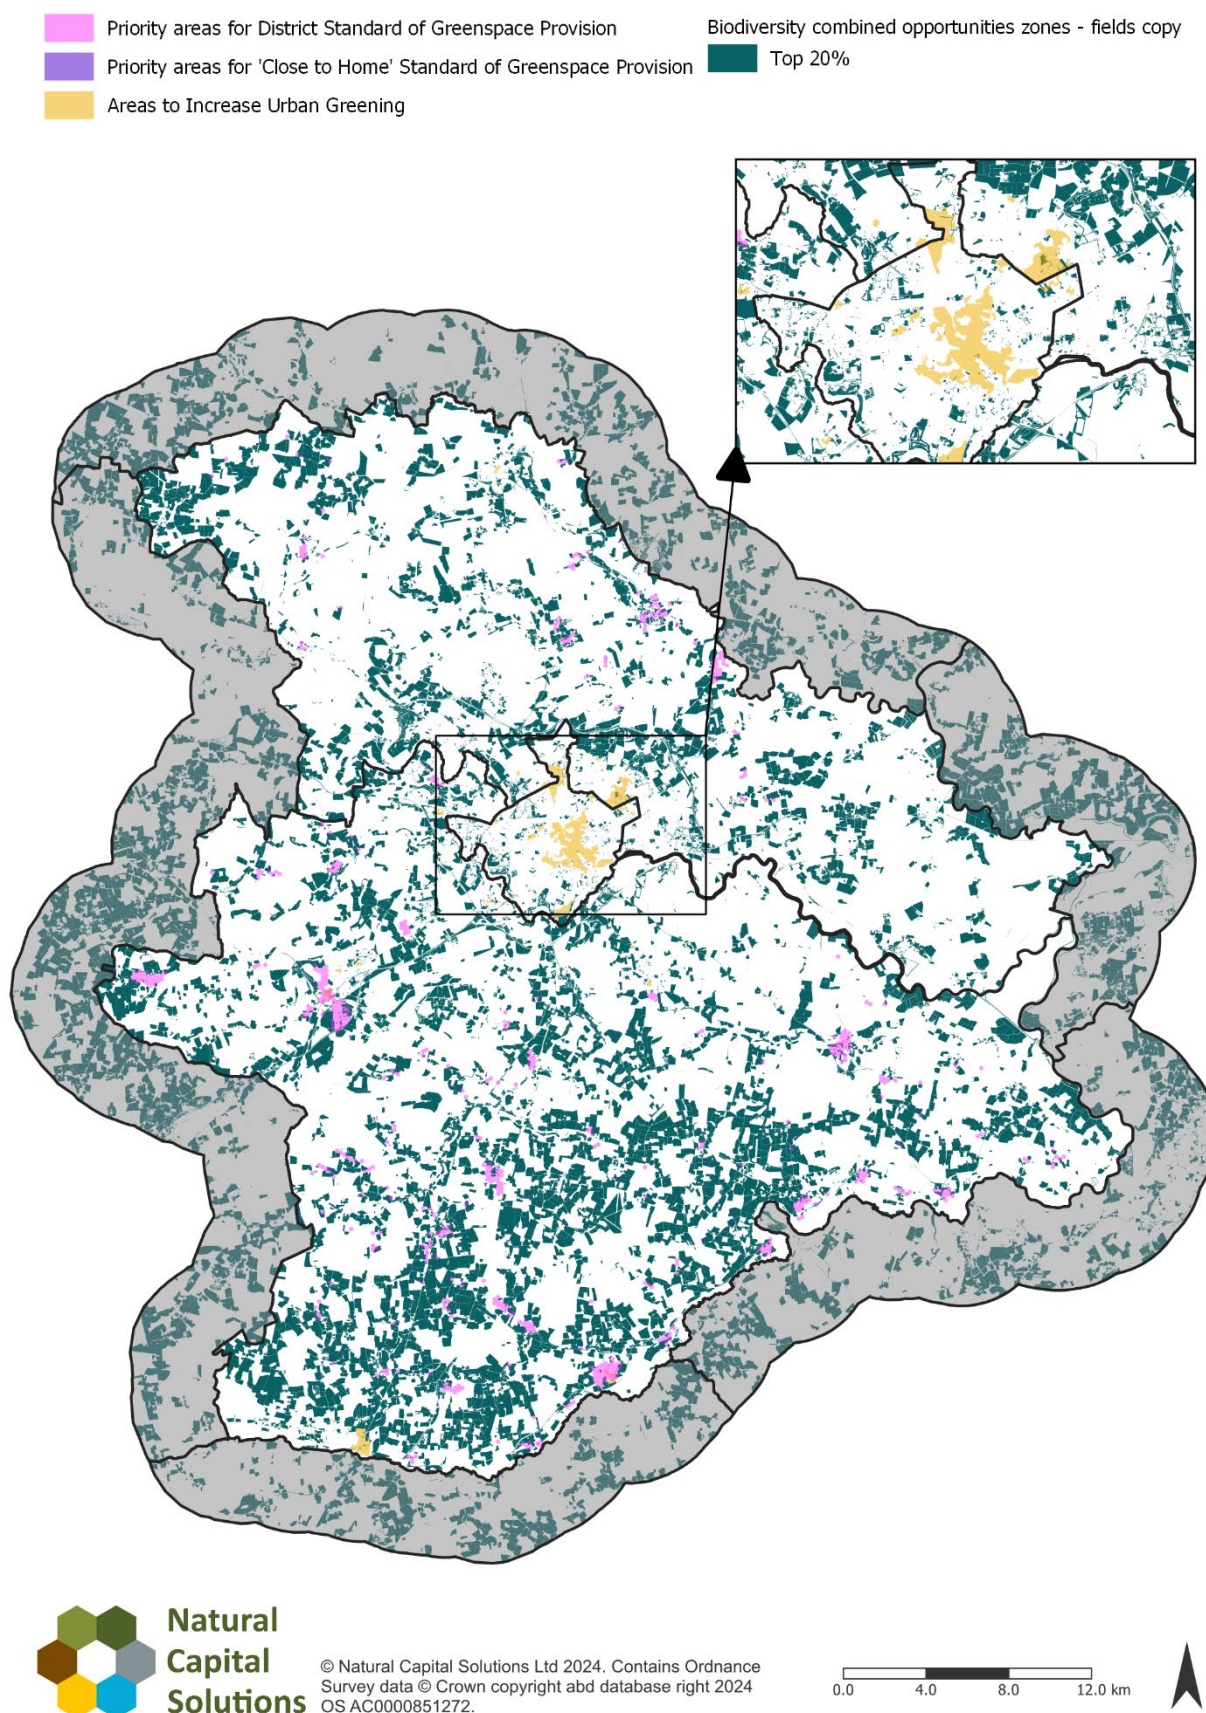 Priority areas for District Standard of Greenspace Provision
Priority areas for 'Close to Home' Standard of Greenspace Provision
Areas to Increase Urban Greening
Biodiversity combined opportunities zones - fields copy
Top 20%
Natural
Capital
Solutions
© Natural Capital Solutions Ltd 2024. Contains Ordnance
Survey data © Crown copyright abd database right 2024
OS AC0000851272.
0.0 4.0 8.0 12.0 km